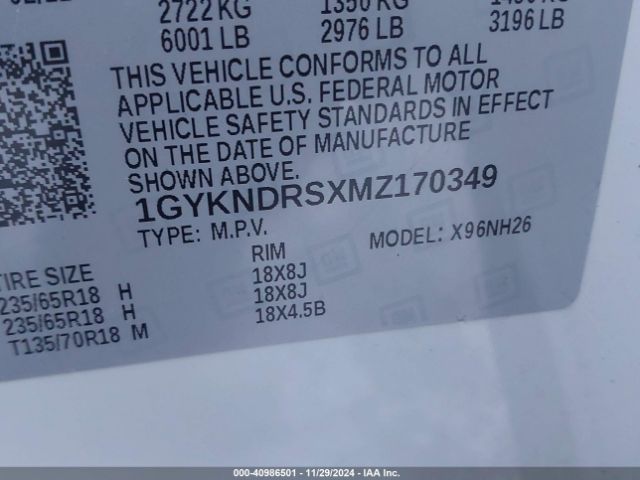 2722 KG
6001 LB 2976 LB 3196 LB
THIS VEHICLE CONFORMS TO ALL
APPLICABLE U.S. FEDERAL MOTOR
VEHICLE SAFETY STANDARDS IN EFFECT
ON THE DATE OF MANUFACTURE
SHOWN ABOVE.
1GYKNDRSXMZ170349
TYPE: M.P.V. MODEL: X96NH26
TIRE SIZE RIM
235/65R18 H 18X8J
235/65R18 H 18X8J
T135/70R18 M 18X4.5B
000-40986501 - 11/29/2024 - IAA Inc.